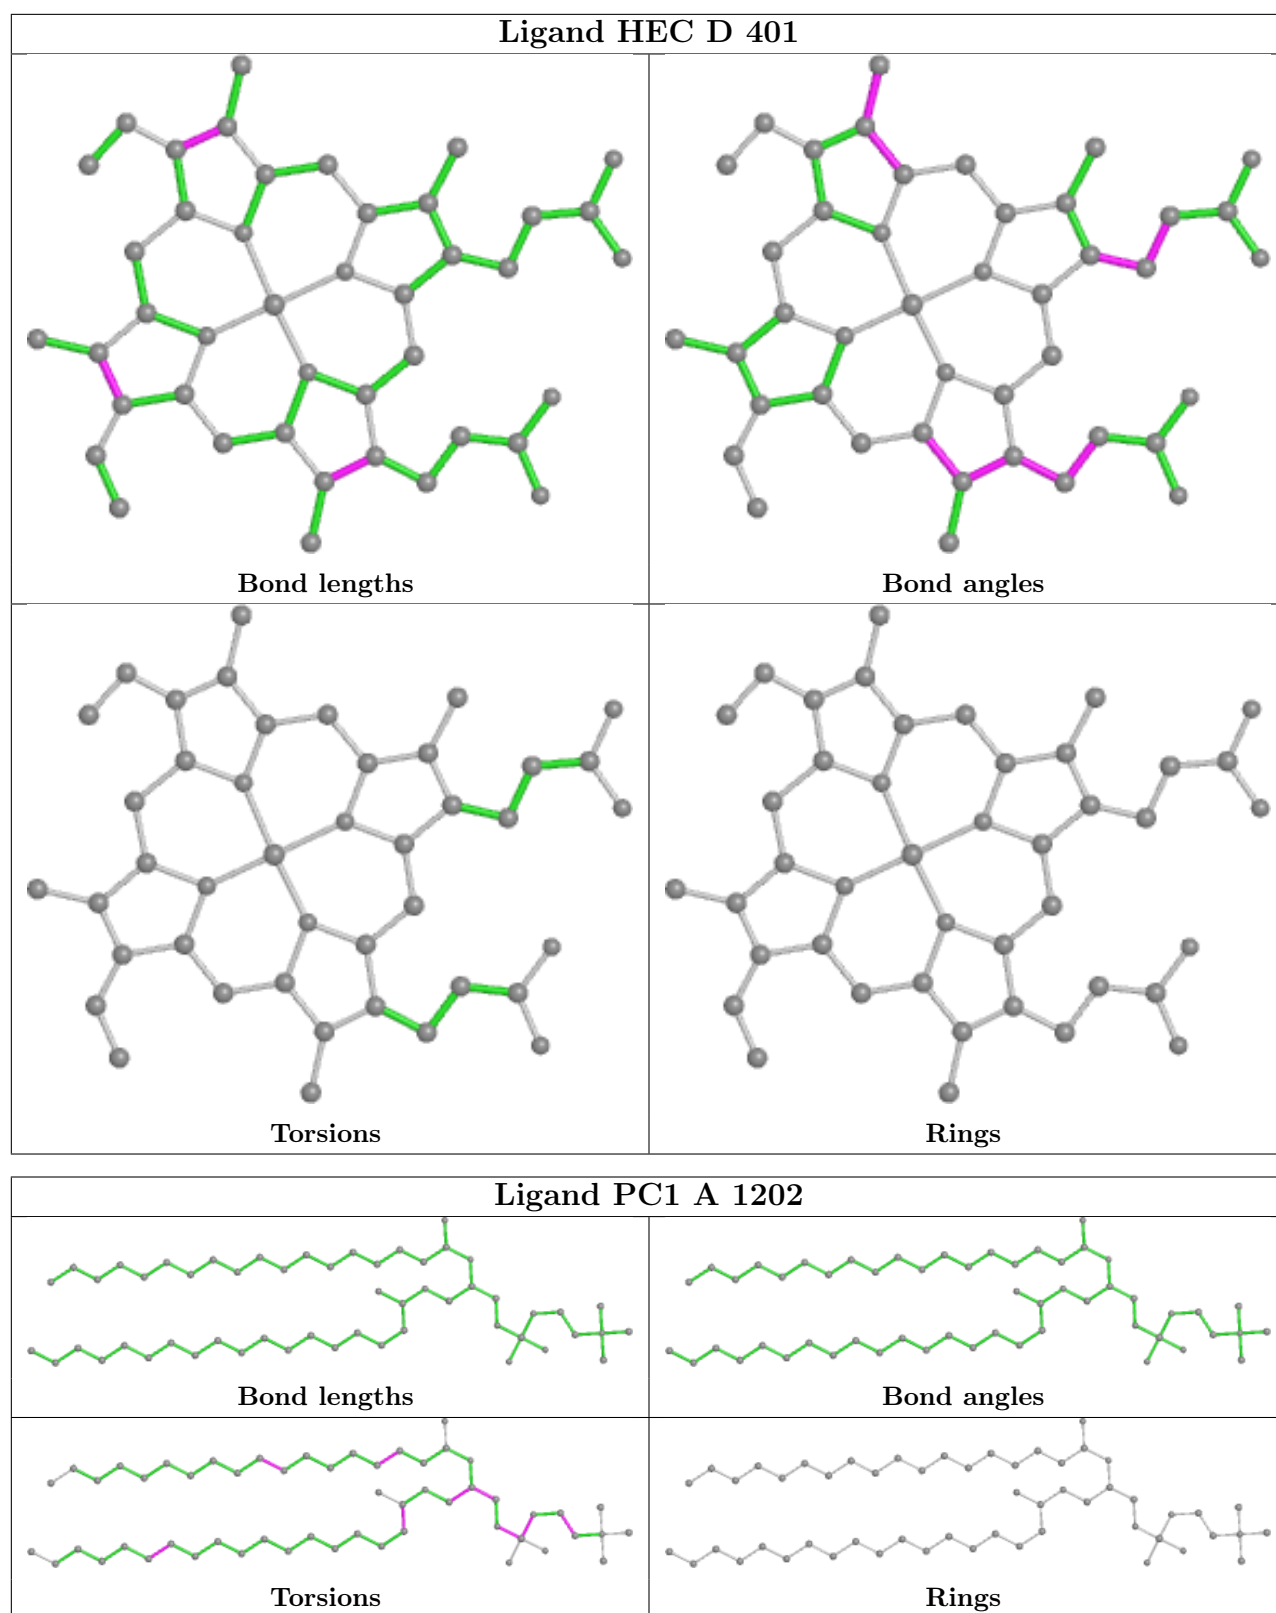 Ligand HEC D 401
Bond lengths
Bond angles
Torsions
Rings
Ligand PC1 A 1202
Bond lengths
Bond angles
Torsions
Rings